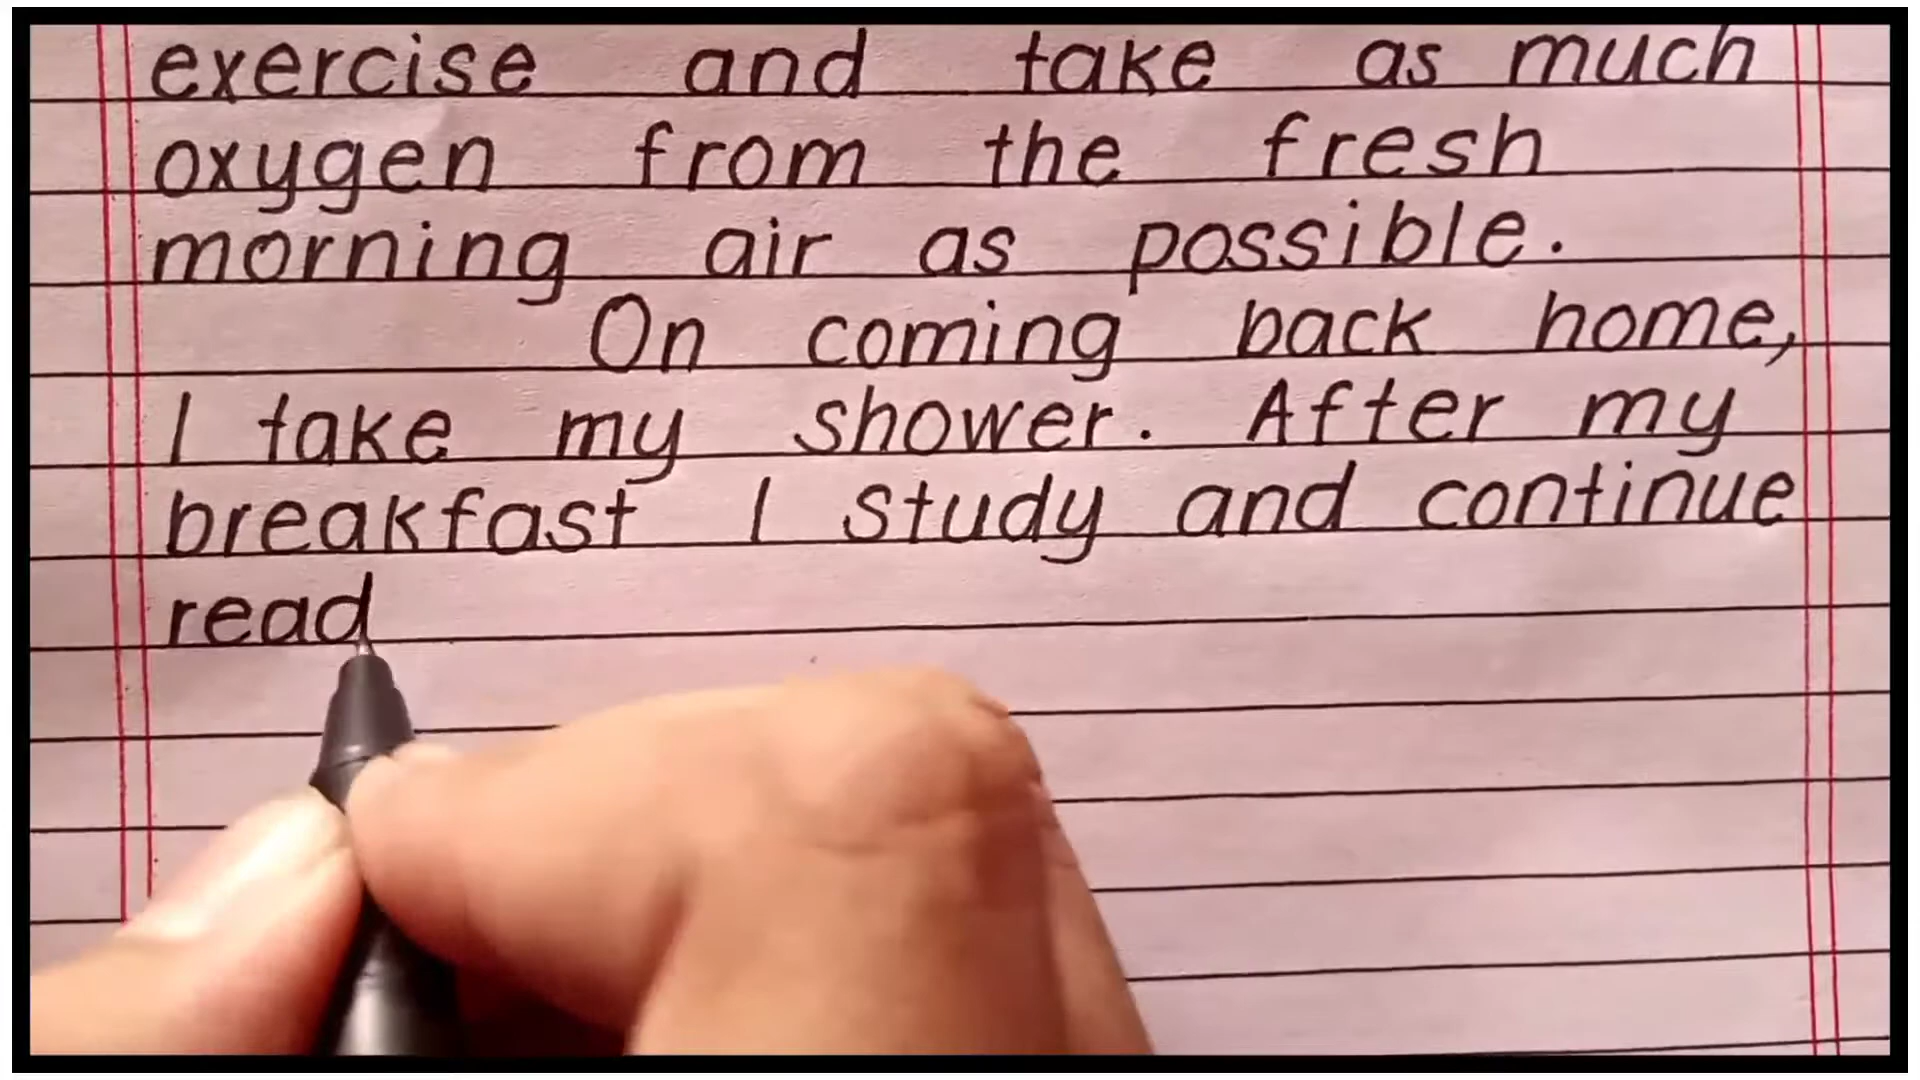 exercise and take as much
oxygen from the fresh
morning air as possible.
On coming back home,
I take my shower. After my
breakfast I study and continue
read